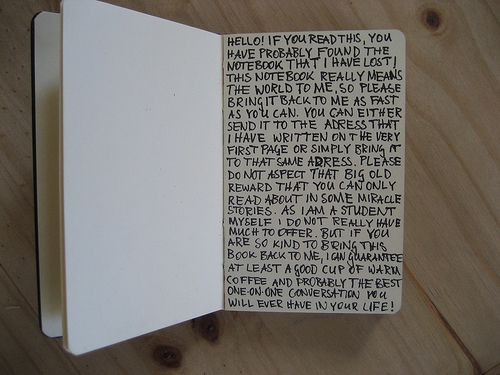 HELLO! IF YOU READ THIS, YOU
HAVE PROBABLY FOUND THE
NOTEBOOK THAT I HAVE LOST!
THIS NOTEBOOK REALLY MEANS
THE WORLD TO ME, SO PLEASE
BRING IT BACK TO ME AS FAST
AS YOU CAN. YOU CAN EITHER
SEND IT TO THE ADRESS THAT
I HAVE WRITTEN ON THE VERY
FIRST PAGE OR SIMPLY BRING IT
TO THAT SAME ADRESS. PLEASE
DO NOT ASPECT THAT BIG OLD
REWARD THAT YOU CAN ONLY
READ ABOUT IN SOME MIRACLE
STORIES. AS I AM A STUDENT
MYSELF I DO NOT REALLY HAVE
MUCH TO OFFER. BUT IF YOU
ARE SO KIND TO BRING THIS
BOOK BACK TO ME, I CAN GUARANTEE
AT LEAST A GOOD CUP OF WARM
COFFEE AND PROBABLY THE BEST
ONE-ON-ONE CONVERSATION YOU
WILL EVER HAVE IN YOUR LIFE!